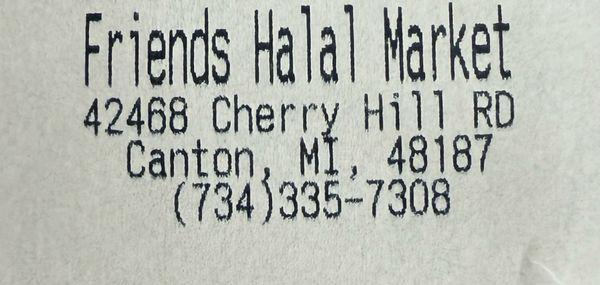 Friends Halal Market
42468 Cherry Hill RD
Canton, MI, 48187
(734)335-7308